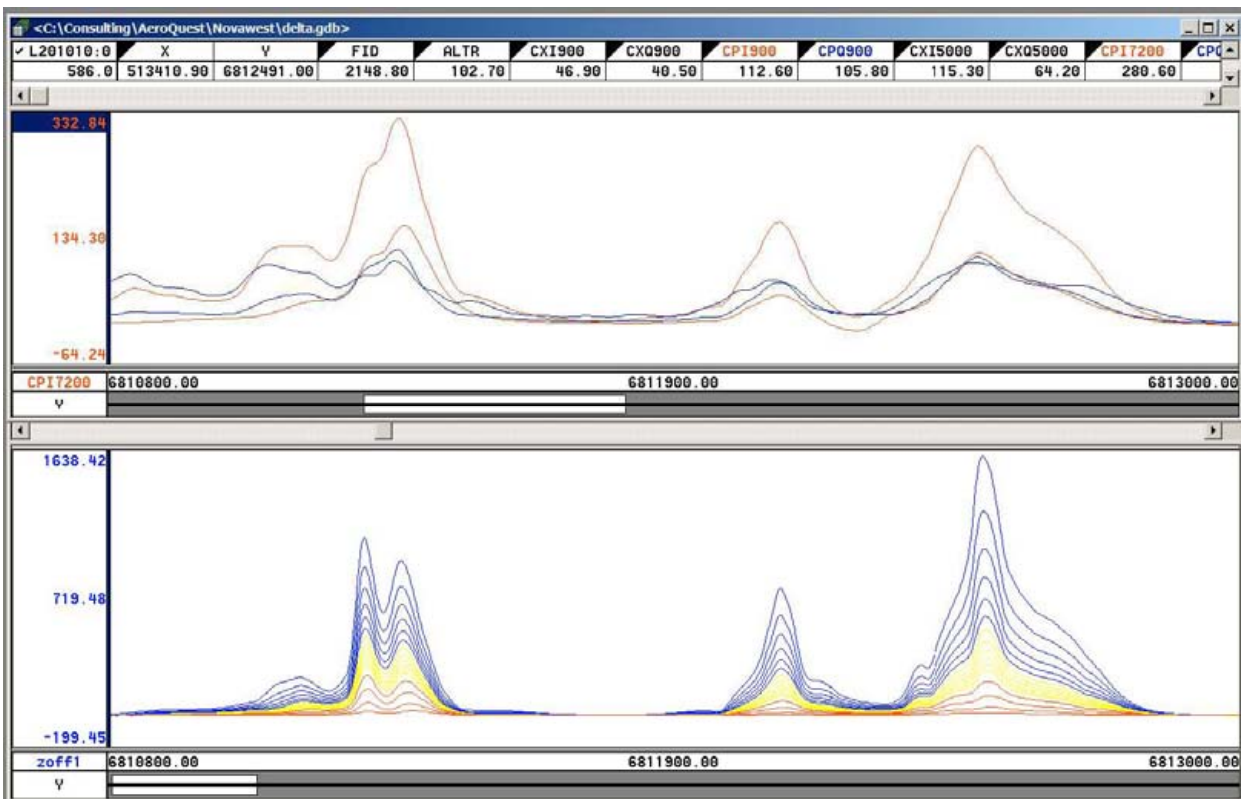 <C:\Consulting\AeroQuest\Novawest\delta.gdb>
✓ L201010:0 X Y FID ALTR CXI900 CXQ900 CPI900 CPQ900 CXI5000 CXQ5000 CPI7200 CPQ
586.0 513410.90 6812491.00 2148.80 102.70 46.90 40.50 112.60 105.80 115.30 64.20 280.60
332.84
134.30
-64.24
CPI7200 6810800.00 6811900.00 6813000.00
Y
1638.42
719.48
-199.45
zoff1 6810800.00 6811900.00 6813000.00
Y